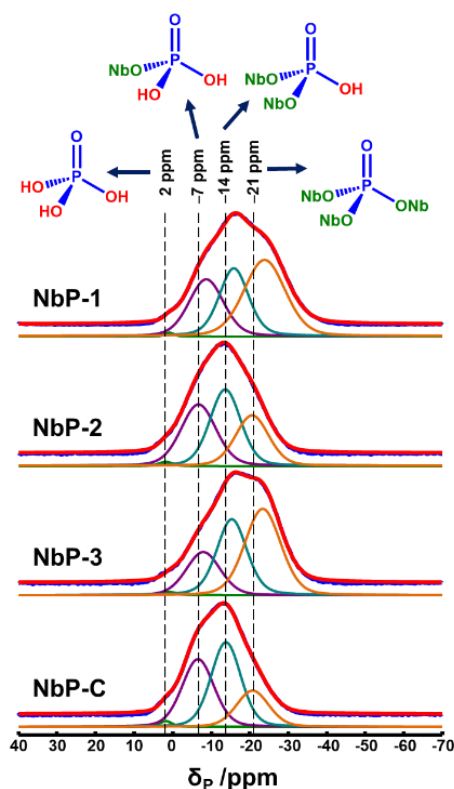 O
P
NbO
OH
HO
O
P
NbO
NbO
OH
O
P
HO
HO
OH
2 ppm
-7 ppm
-14 ppm
-21 ppm
O
P
NbO
NbO
ONb
NbP-1
NbP-2
NbP-3
NbP-C
40 30 20 10 0 -10 -20 -30 -40 -50 -60 -70
δP /ppm